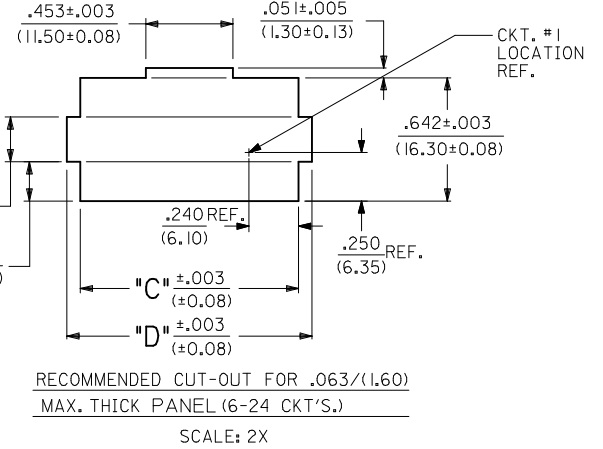 .453±.003
(11.50±0.08)
.051±.005
(1.30±0.13)
CKT. #1
LOCATION
REF.
.642±.003
(16.30±0.08)
.240 REF.
(6.10)
.250 REF.
(6.35)
)
"C" ±.003
(±0.08)
"D" ±.003
(±0.08)
RECOMMENDED CUT-OUT FOR .063/(1.60)
MAX. THICK PANEL (6-24 CKT'S.)
SCALE: 2X